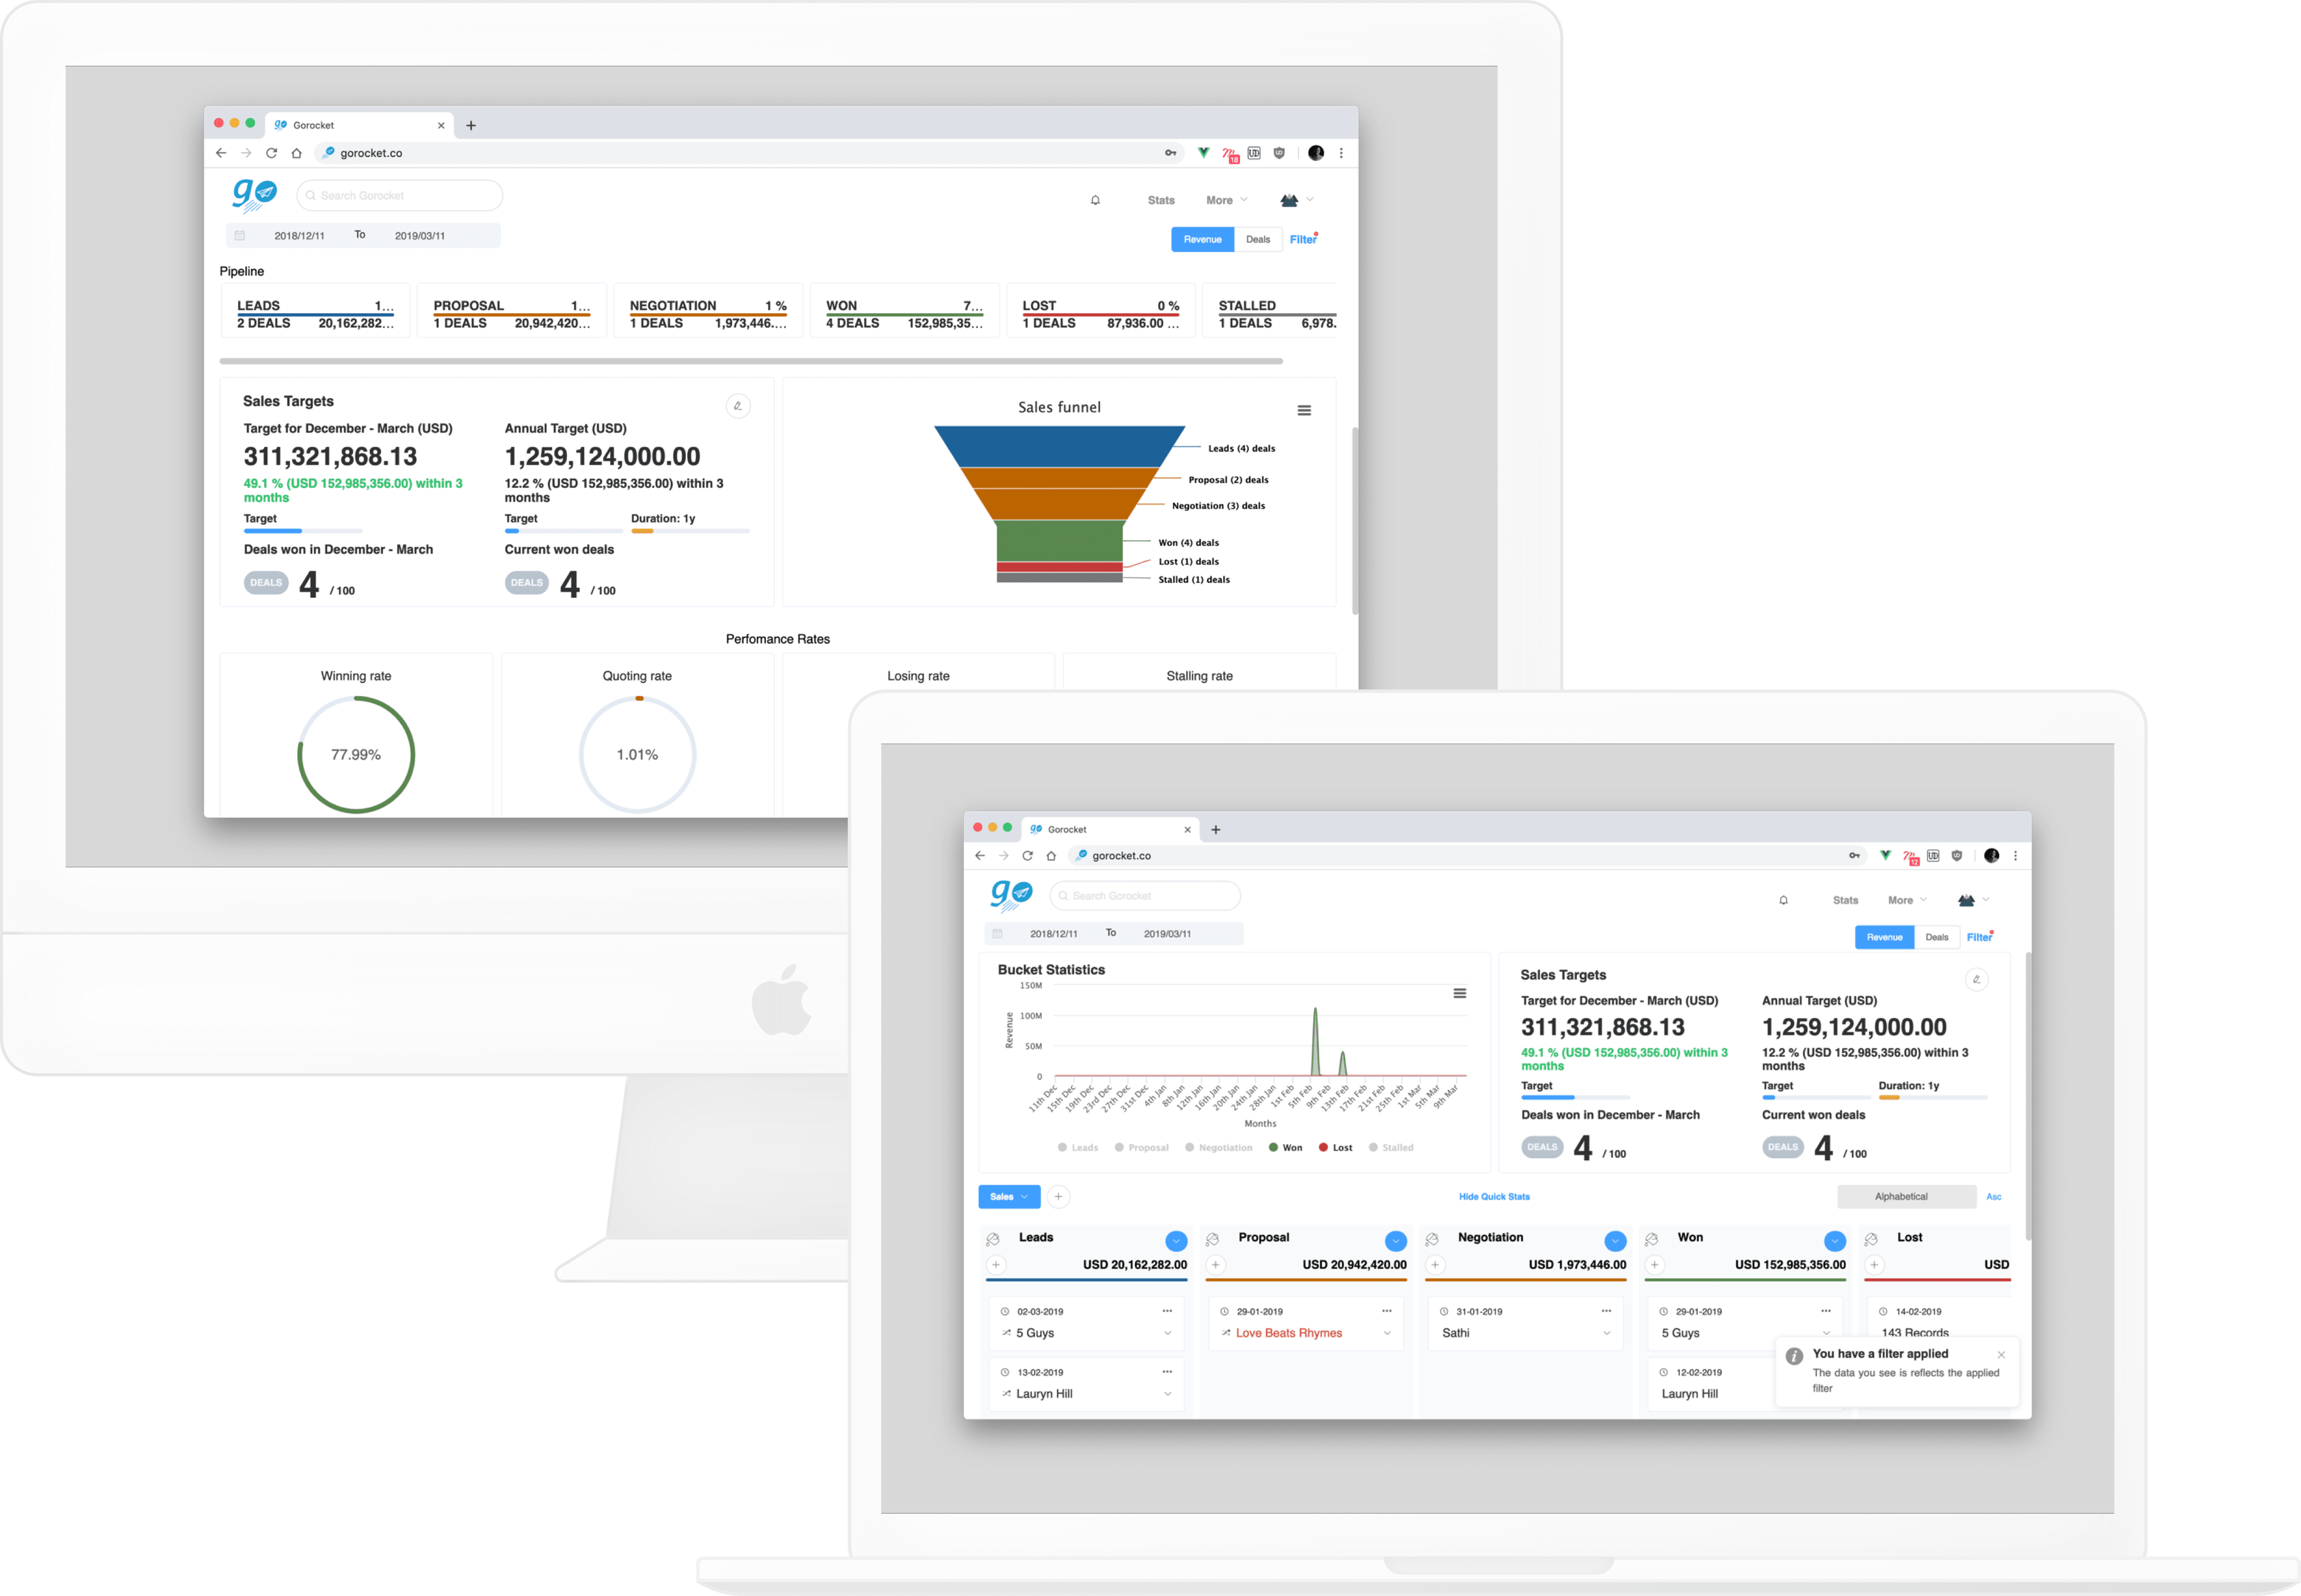 Gorocket
gorocket.co
18
go
Search Gorocket
Stats
More
2018/12/11 To 2019/03/11
Revenue
Deals
Filter
Pipeline
LEADS 1...
2 DEALS 20,162,282...
PROPOSAL 1...
1 DEALS 20,942,420...
NEGOTIATION 1 %
1 DEALS 1,973,446....
WON 7...
4 DEALS 152,985,35...
LOST 0 %
1 DEALS 87,936.00 ...
STALLED
1 DEALS 6,978.
Sales Targets
Target for December - March (USD)
311,321,868.13
49.1 % (USD 152,985,356.00) within 3
months
Target
Deals won in December - March
DEALS 4 / 100
Annual Target (USD)
1,259,124,000.00
12.2 % (USD 152,985,356.00) within 3
months
Target
Duration: 1y
Current won deals
DEALS 4 / 100
Sales funnel
Leads (4) deals
Proposal (2) deals
Negotiation (3) deals
Won (4) deals
Lost (1) deals
Stalled (1) deals
Perfomance Rates
Winning rate
77.99%
Quoting rate
1.01%
Losing rate
Stalling rate
Gorocket
gorocket.co
12
go
Search Gorocket
Stats
More
2018/12/11 To 2019/03/11
Revenue
Deals
Filter
Bucket Statistics
Revenue
150M
100M
50M
0
11th Dec
15th Dec
19th Dec
23rd Dec
27th Dec
31st Dec
4th Jan
8th Jan
12th Jan
16th Jan
20th Jan
24th Jan
28th Jan
1st Feb
5th Feb
9th Feb
13th Feb
17th Feb
21st Feb
25th Feb
1st Mar
5th Mar
9th Mar
Months
Leads
Proposal
Negotiation
Won
Lost
Stalled
Sales Targets
Target for December - March (USD)
311,321,868.13
49.1 % (USD 152,985,356.00) within 3
months
Target
Deals won in December - March
DEALS 4 / 100
Annual Target (USD)
1,259,124,000.00
12.2 % (USD 152,985,356.00) within 3
months
Target
Duration: 1y
Current won deals
DEALS 4 / 100
Sales
Hide Quick Stats
Alphabetical
Asc
Leads
USD 20,162,282.00
02-03-2019
5 Guys
13-02-2019
Lauryn Hill
Proposal
USD 20,942,420.00
29-01-2019
Love Beats Rhymes
Negotiation
USD 1,973,446.00
31-01-2019
Sathi
Won
USD 152,985,356.00
29-01-2019
5 Guys
12-02-2019
Lauryn Hill
Lost
USD
14-02-2019
143 Records
You have a filter applied
The data you see is reflects the applied
filter